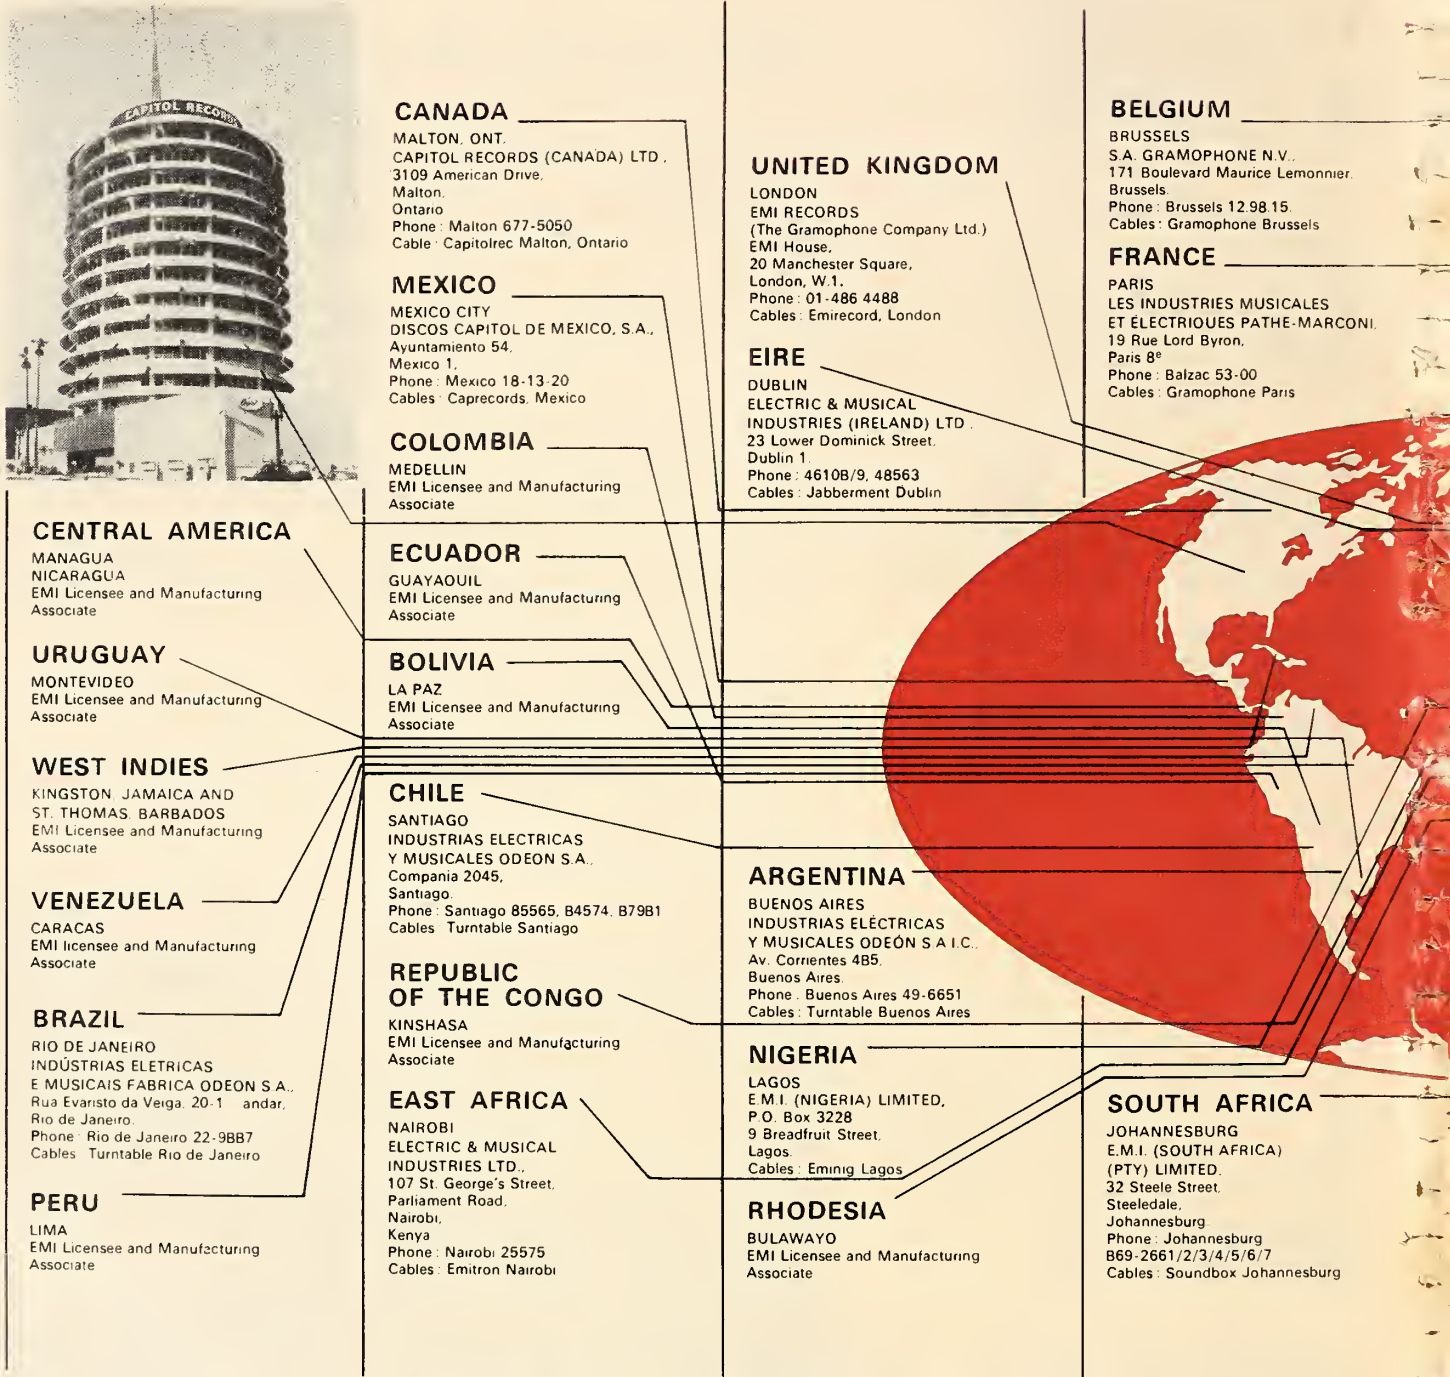 CAPITOL RECORDS
CENTRAL AMERICA
MANAGUA
NICARAGUA
EMI Licensee and Manufacturing
Associate
URUGUAY
MONTEVIDEO
EMI Licensee and Manufacturing
Associate
WEST INDIES
KINGSTON, JAMAICA AND
ST. THOMAS, BARBADOS
EMI Licensee and Manufacturing
Associate
VENEZUELA
CARACAS
EMI licensee and Manufacturing
Associate
BRAZIL
RIO DE JANEIRO
INDÚSTRIAS ELETRICAS
E MUSICAIS FABRICA ODEON S.A.,
Rua Evaristo da Veiga, 20-1 andar,
Rio de Janeiro.
Phone : Rio de Janeiro 22-9BB7
Cables Turntable Rio de Janeiro
PERU
LIMA
EMI Licensee and Manufacturing
Associate
CANADA
MALTON, ONT.
CAPITOL RECORDS (CANADA) LTD.,
3109 American Drive,
Malton,
Ontario
Phone : Malton 677-5050
Cable : Capitolrec Malton, Ontario
MEXICO
MEXICO CITY
DISCOS CAPITOL DE MEXICO, S.A.,
Ayuntamiento 54,
Mexico 1,
Phone : Mexico 18-13-20
Cables : Caprecords, Mexico
COLOMBIA
MEDELLIN
EMI Licensee and Manufacturing
Associate
ECUADOR
GUAYAOUIL
EMI Licensee and Manufacturing
Associate
BOLIVIA
LA PAZ
EMI Licensee and Manufacturing
Associate
CHILE
SANTIAGO
INDUSTRIAS ELECTRICAS
Y MUSICALES ODEON S.A.,
Compania 2045,
Santiago.
Phone : Santiago 85565, B4574, B79B1
Cables Turntable Santiago
REPUBLIC
OF THE CONGO
KINSHASA
EMI Licensee and Manufacturing
Associate
EAST AFRICA
NAIROBI
ELECTRIC & MUSICAL
INDUSTRIES LTD.,
107 St. George's Street,
Parliament Road,
Nairobi,
Kenya
Phone : Nairobi 25575
Cables : Emitron Nairobi
UNITED KINGDOM
LONDON
EMI RECORDS
(The Gramophone Company Ltd.)
EMI House,
20 Manchester Square,
London, W.1.
Phone : 01-486 4488
Cables : Emirecord, London
EIRE
DUBLIN
ELECTRIC & MUSICAL
INDUSTRIES (IRELAND) LTD.
23 Lower Dominick Street,
Dublin 1.
Phone : 4610B/9, 48563
Cables : Jabberment Dublin
ARGENTINA
BUENOS AIRES
INDUSTRIAS ELÉCTRICAS
Y MUSICALES ODEÓN S A I.C.,
Av. Corrientes 4B5,
Buenos Aires.
Phone . Buenos Aires 49-6651
Cables : Turntable Buenos Aires
NIGERIA
LAGOS
E.M.I. (NIGERIA) LIMITED,
P.O. Box 3228
9 Breadfruit Street,
Lagos.
Cables : Eminig Lagos
RHODESIA
BULAWAYO
EMI Licensee and Manufacturing
Associate
BELGIUM
BRUSSELS
S.A. GRAMOPHONE N.V.,
171 Boulevard Maurice Lemonnier,
Brussels.
Phone : Brussels 12.98.15.
Cables : Gramophone Brussels
FRANCE
PARIS
LES INDUSTRIES MUSICALES
ET ÉLECTRIOUES PATHE-MARCONI,
19 Rue Lord Byron,
Paris 8e
Phone : Balzac 53-00
Cables : Gramophone Paris
SOUTH AFRICA
JOHANNESBURG
E.M.I. (SOUTH AFRICA)
(PTY) LIMITED.
32 Steele Street,
Steeledale,
Johannesburg
Phone : Johannesburg
B69-2661/2/3/4/5/6/7
Cables : Soundbox Johannesburg